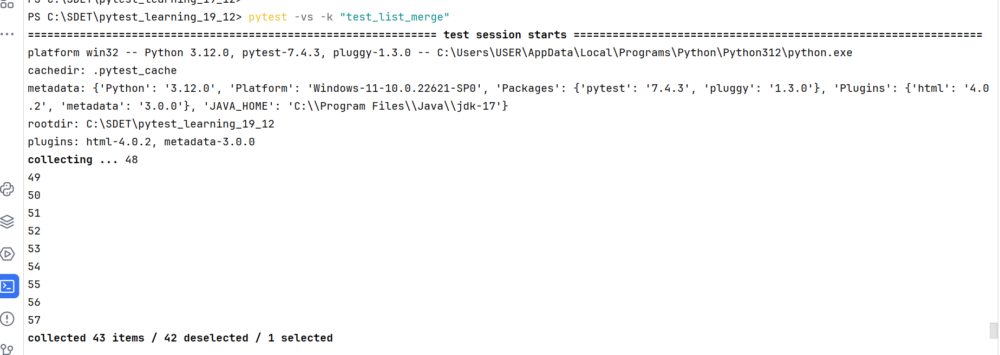 PS C:\SDET\pytest_learning_19_12>
PS C:\SDET\pytest_learning_19_12> pytest -vs -k "test_list_merge"
=============================================================== test session starts ===============================================================
platform win32 -- Python 3.12.0, pytest-7.4.3, pluggy-1.3.0 -- C:\Users\USER\AppData\Local\Programs\Python\Python312\python.exe
cachedir: .pytest_cache
metadata: {'Python': '3.12.0', 'Platform': 'Windows-11-10.0.22621-SP0', 'Packages': {'pytest': '7.4.3', 'pluggy': '1.3.0'}, 'Plugins': {'html': '4.0
.2', 'metadata': '3.0.0'}, 'JAVA_HOME': 'C:\\Program Files\\Java\\jdk-17'}
rootdir: C:\SDET\pytest_learning_19_12
plugins: html-4.0.2, metadata-3.0.0
collecting ... 48
49
50
51
52
53
54
55
56
57
collected 43 items / 42 deselected / 1 selected